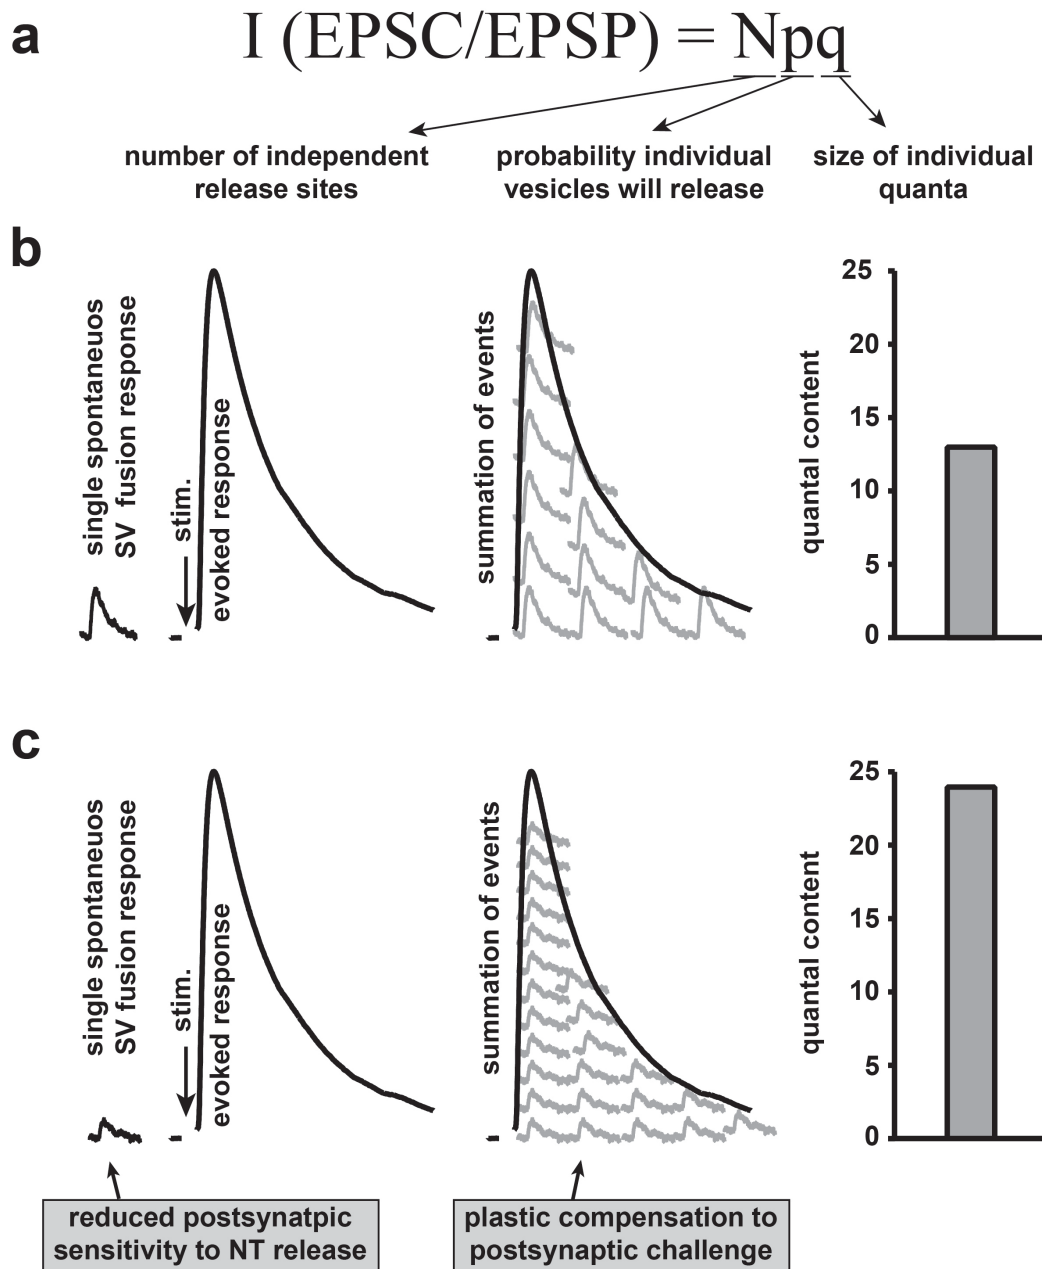 a
I (EPSC/EPSP) = Npq
number of independent
release sites
probability individual
vesicles will release
size of individual
quanta
b
single spontaneuos
SV fusion response
stim.
evoked response
summation of events
quantal content
25
20
15
10
5
0
c
single spontaneuos
SV fusion response
stim.
evoked response
summation of events
quantal content
25
20
15
10
5
0
reduced postsynatpic
sensitivity to NT release
plastic compensation to
postsynaptic challenge